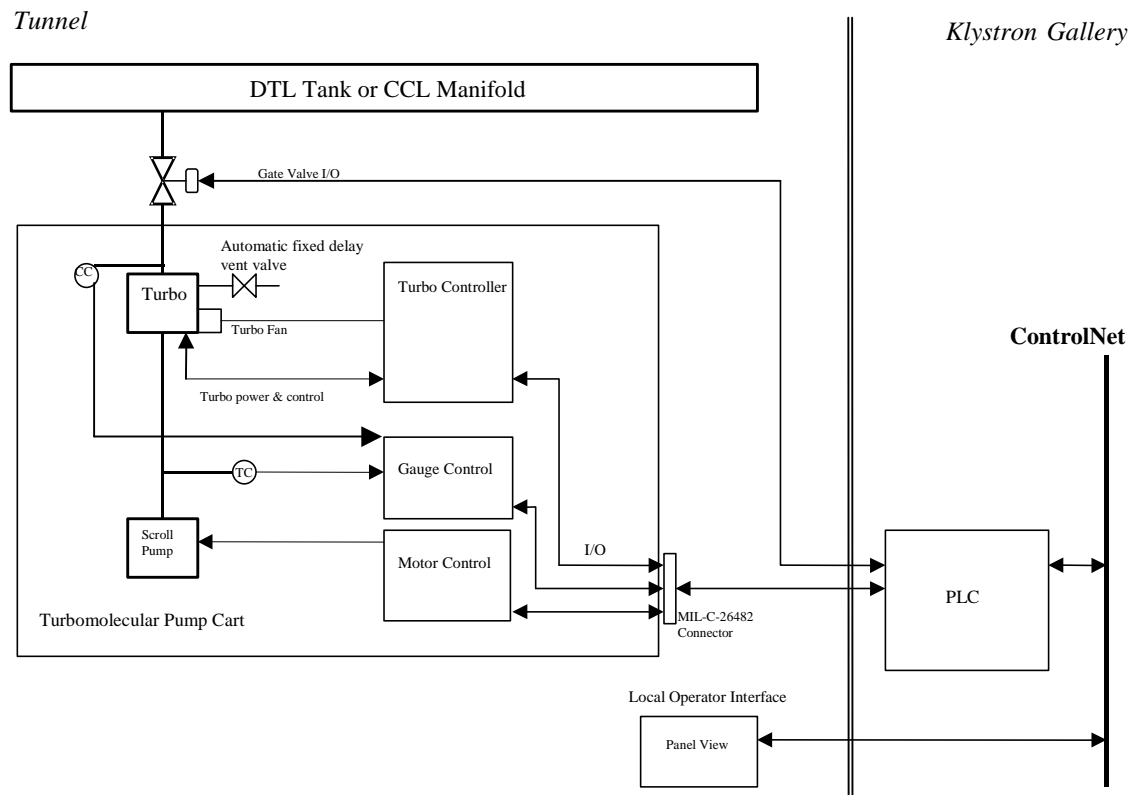 Tunnel
Klystron Gallery
DTL Tank or CCL Manifold
Gate Valve I/O
Automatic fixed delay
vent valve
CC
Turbo
Turbo Controller
Turbo Fan
ControlNet
Turbo power & control
Gauge Control
TC
Scroll
Pump
Motor Control
I/O
PLC
MIL-C-26482
Connector
Turbomolecular Pump Cart
Local Operator Interface
Panel View